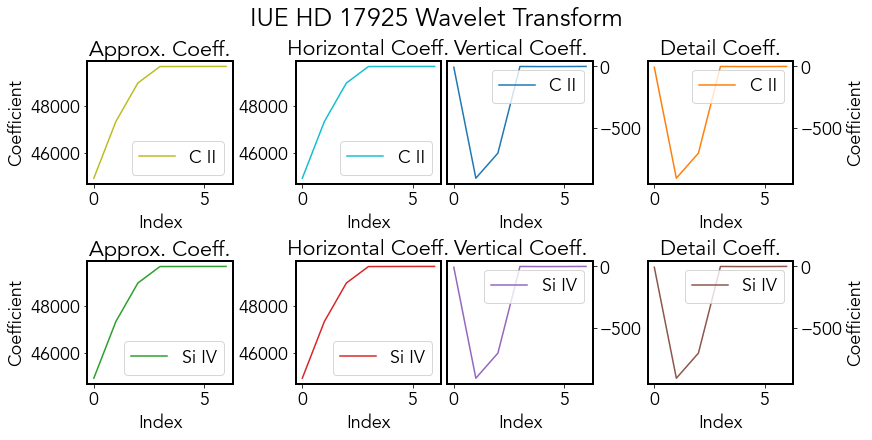 IUE HD 17925 Wavelet Transform
Approx. Coeff. Horizontal Coeff. Vertical Coeff. Detail Coeff.
Coefficient
48000
46000
C II
C II
C II
C II
0
−500
0
−500
Coefficient
0 5 0 5 0 5 0 5
Index Index Index Index
Approx. Coeff. Horizontal Coeff. Vertical Coeff. Detail Coeff.
Coefficient
48000
46000
Si IV
48000
46000
Si IV
Si IV
0
−500
Si IV
0
−500
Coefficient
0 5 0 5 0 5 0 5
Index Index Index Index